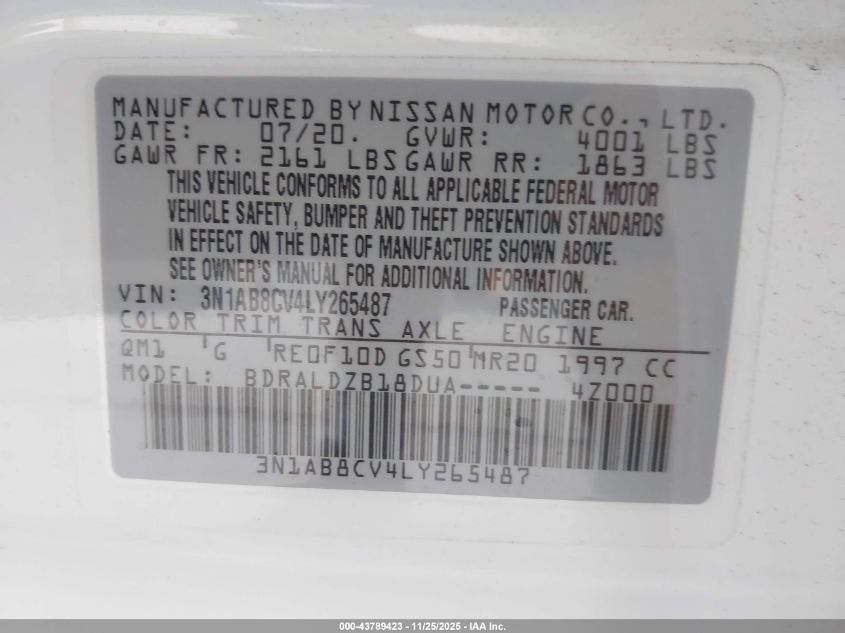 MANUFACTURED BY NISSAN MOTOR CO., LTD.
DATE: 07/20. GVWR: 4001 LBS
GAWR FR: 2161 LBS GAWR RR: 1863 LBS
THIS VEHICLE CONFORMS TO ALL APPLICABLE FEDERAL MOTOR
VEHICLE SAFETY, BUMPER AND THEFT PREVENTION STANDARDS
IN EFFECT ON THE DATE OF MANUFACTURE SHOWN ABOVE.
SEE OWNER'S MANUAL FOR ADDITIONAL INFORMATION.
VIN: 3N1AB8CV4LY265487 PASSENGER CAR.
COLOR TRIM TRANS AXLE ENGINE
QM1 'G 'RE0F10D GS50'MR20 1997 CC
MODEL: BDRALDZB18DUA----- 4Z000
3N1AB8CV4LY265487
000-43789423 - 11/25/2025 - IAA Inc.